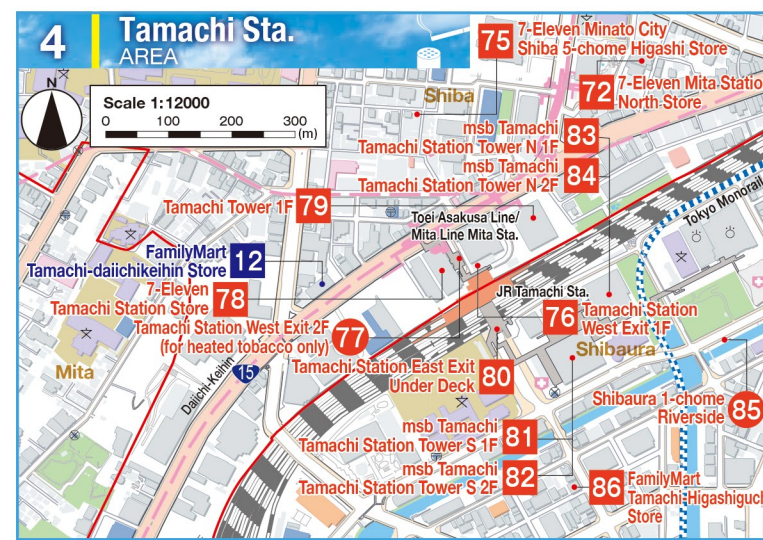 4
Tamachi Sta.
AREA
N
Scale 1:12000
0 100 200 300
(m)
75
7-Eleven Minato City
Shiba 5-chome Higashi Store
72
7-Eleven Mita Statio
North Store
Shiba
msb Tamachi
Tamachi Station Tower N 1F
83
msb Tamachi
Tamachi Station Tower N 2F
84
Tamachi Tower 1F
79
Toei Asakusa Line/
Mita Line Mita Sta.
Tokyo Monorail
FamilyMart
Tamachi-daiichikeihin Store
12
7-Eleven
Tamachi Station Store
78
JR Tamachi Sta.
76
Tamachi Station
West Exit 1F
Tamachi Station West Exit 2F
(for heated tobacco only)
77
Shibaura
Mita
Daiichi-Keihin
15
Tamachi Station East Exit
Under Deck
80
Shibaura 1-chome
Riverside
85
msb Tamachi
Tamachi Station Tower S 1F
81
msb Tamachi
Tamachi Station Tower S 2F
82
86
FamilyMart
Tamachi-Higashiguch
Store